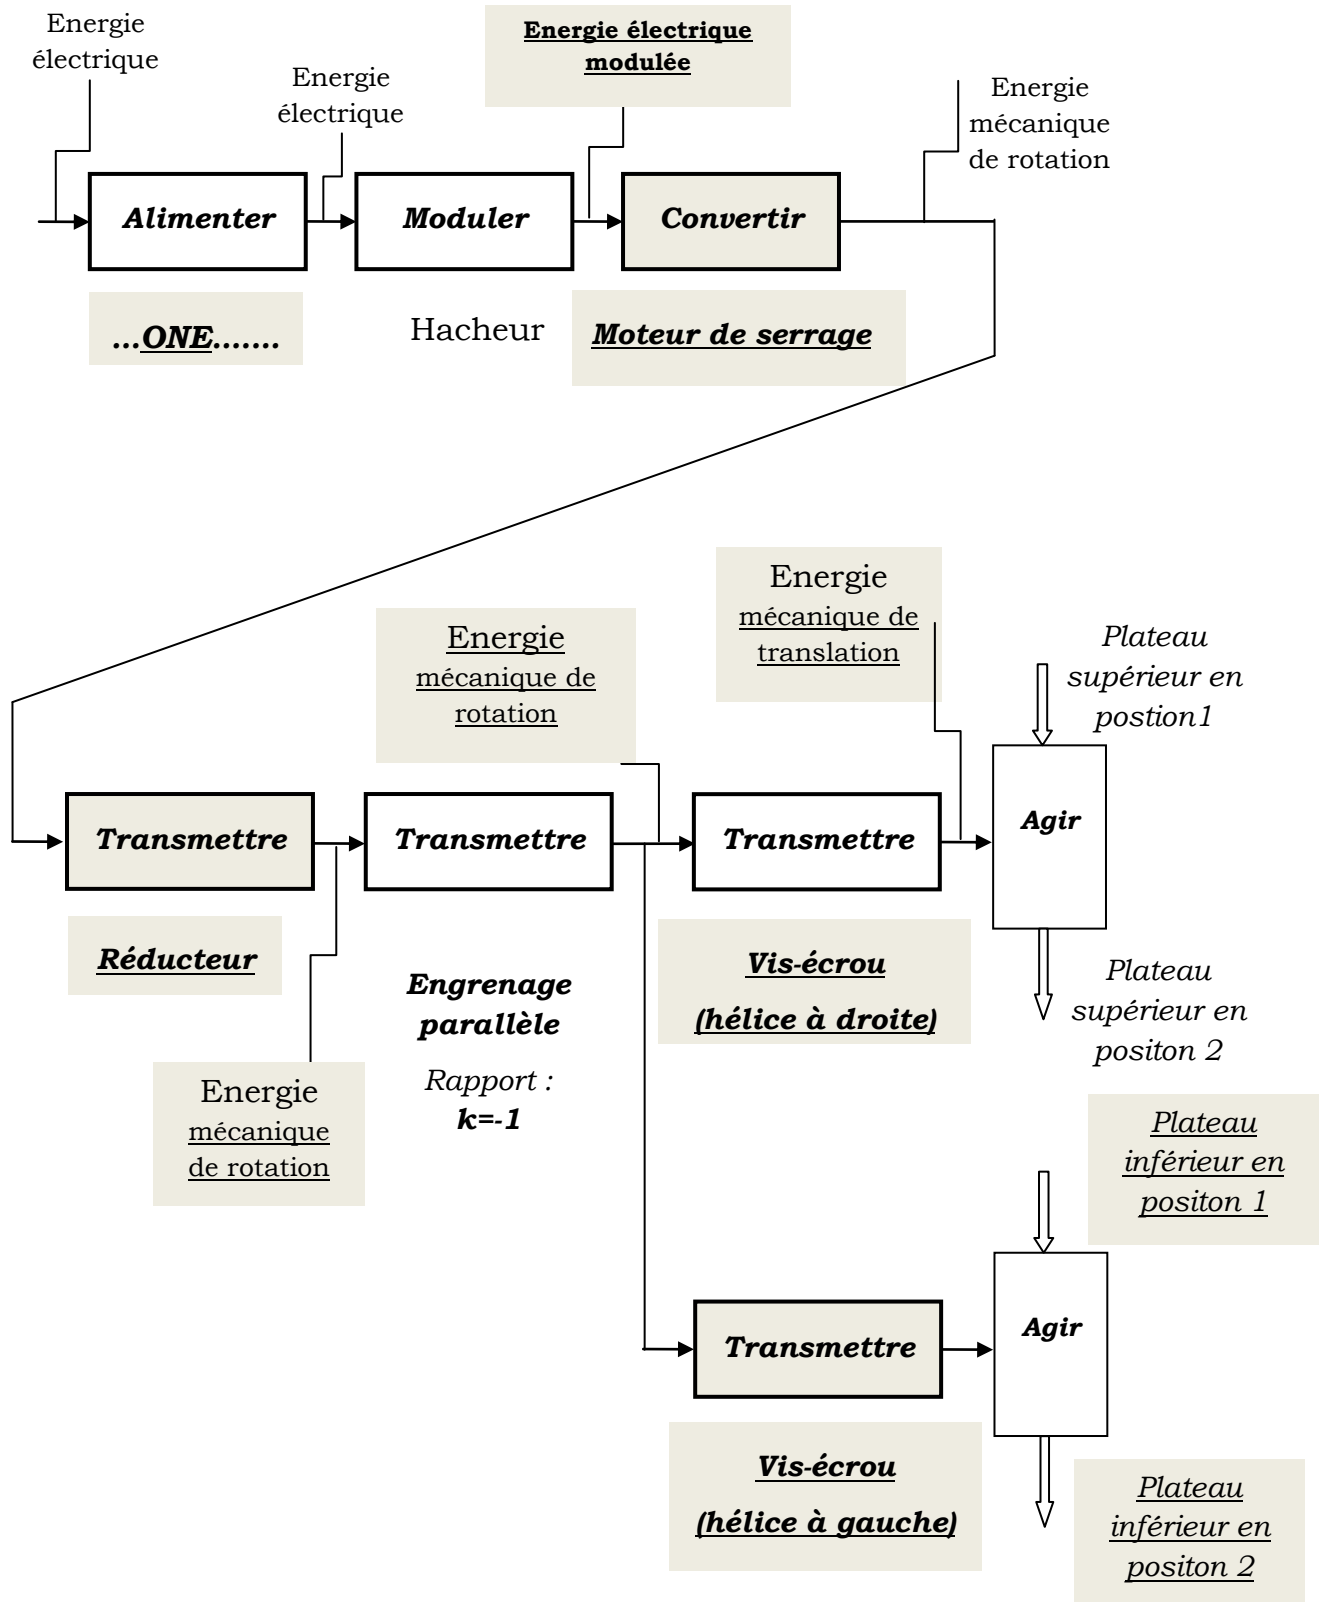 Energie
électrique
Energie
électrique
Energie électrique
modulée
Energie
mécanique
de rotation
Alimenter
Moduler
Convertir
...ONE.......
Hacheur
Moteur de serrage
Energie
mécanique de
rotation
Energie
mécanique de
translation
Plateau
supérieur en
postion1
Transmettre
Transmettre
Transmettre
Agir
Réducteur
Engrenage
parallèle
Rapport :
k=-1
Vis-écrou
(hélice à droite)
Plateau
supérieur en
positon 2
Energie
mécanique
de rotation
Plateau
inférieur en
positon 1
Transmettre
Agir
Vis-écrou
(hélice à gauche)
Plateau
inférieur en
positon 2